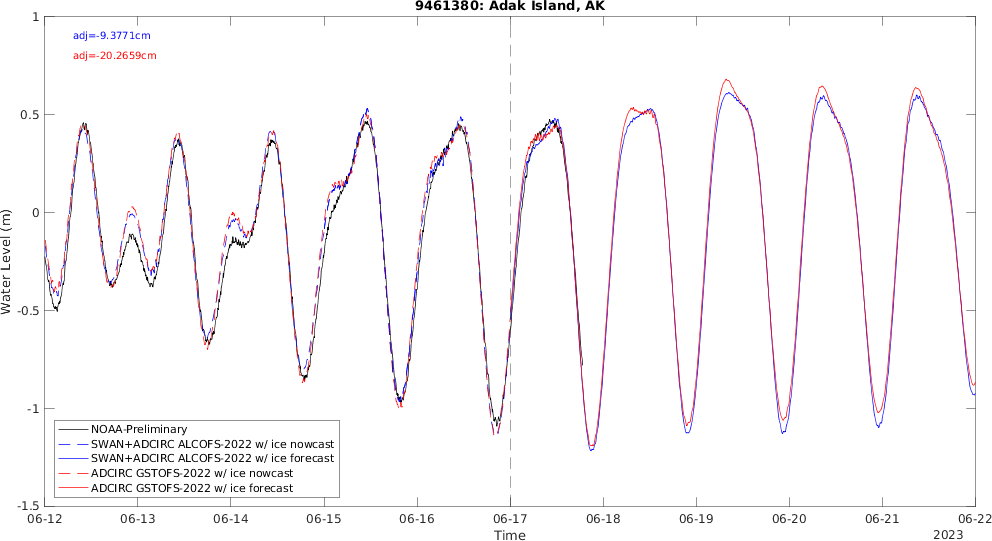 9461380: Adak Island, AK
adj=-9.3771cm
adj=-20.2659cm
1
0.5
0
-0.5
-1
-1.5
Water Level (m)
NOAA-Preliminary
SWAN+ADCIRC ALCOFS-2022 w/ ice nowcast
SWAN+ADCIRC ALCOFS-2022 w/ ice forecast
ADCIRC GSTOFS-2022 w/ ice nowcast
ADCIRC GSTOFS-2022 w/ ice forecast
06-12 06-13 06-14 06-15 06-16 06-17 06-18 06-19 06-20 06-21 06-22
Time
2023